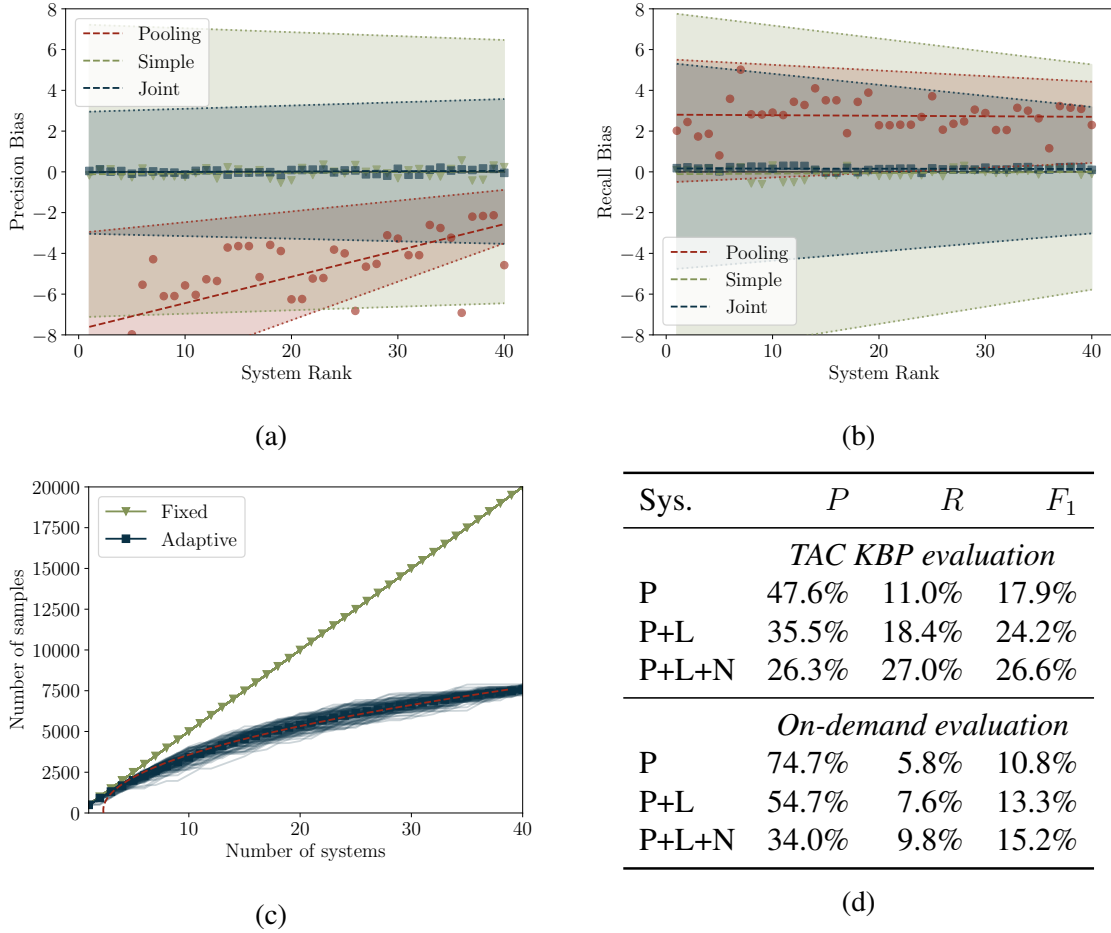 8
6
4
2
0
−2
−4
−6
−8
Precision Bias
Pooling
Simple
Joint
0 10 20 30 40
System Rank
(a)
8
6
4
2
0
−2
−4
−6
−8
Recall Bias
Pooling
Simple
Joint
0 10 20 30 40
System Rank
(b)
20000
17500
15000
12500
10000
7500
5000
2500
0
Number of samples
Fixed
Adaptive
10 20 30 40
Number of systems
(c)
Sys. P R F1
TAC KBP evaluation
P 47.6% 11.0% 17.9%
P+L 35.5% 18.4% 24.2%
P+L+N 26.3% 27.0% 26.6%
On-demand evaluation
P 74.7% 5.8% 10.8%
P+L 54.7% 7.6% 13.3%
P+L+N 34.0% 9.8% 15.2%
(d)